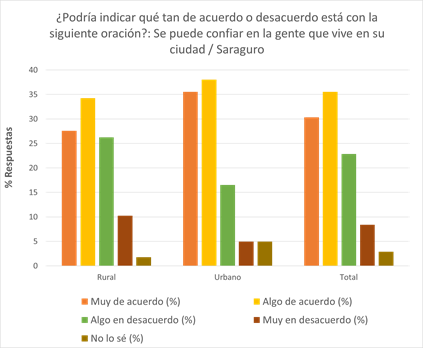 ¿Podría indicar qué tan de acuerdo o desacuerdo está con la
siguiente oración?: Se puede confiar en la gente que vive en su
ciudad / Saraguro
% Respuestas
40
35
30
25
20
15
10
5
0
Rural Urbano Total
Muy de acuerdo (%) Algo de acuerdo (%)
Algo en desacuerdo (%) Muy en desacuerdo (%)
No lo sé (%)